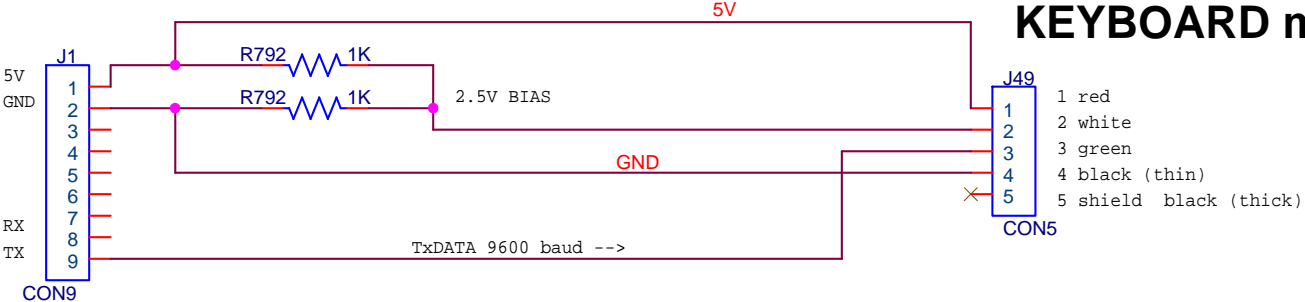 5V
KEYBOARD n
J1
R792 1K
5V
J49
1
1 red
GND
2
R792 1K
2.5V BIAS
1
2 white
3
2
3 green
4
3
GND
4 black (thin)
5
4
5 shield black (thick)
6
5
7
RX
8
CON5
TX
9
TxDATA 9600 baud -->
CON9